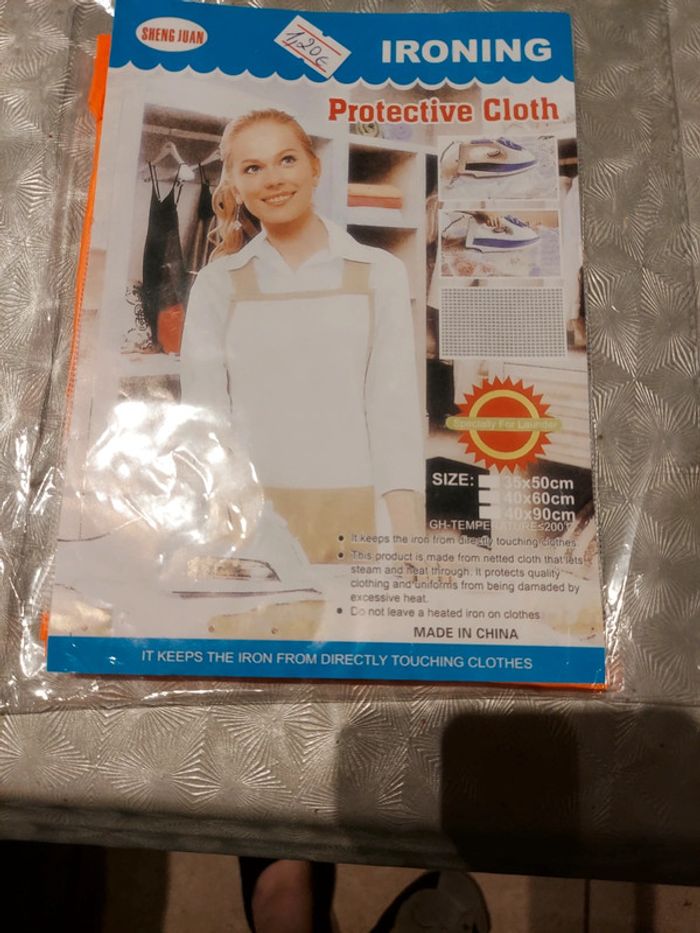 SHENG JUAN
1,20€
IRONING
Protective Cloth
Specially For Launder
SIZE: 35x50cm
40x60cm
40x90cm
GH-TEMPERATURE≤200
It keeps the iron from directly touching clothes
This product is made from netted cloth that lets
steam and heat through. It protects quality
clothing and uniforms from being damaded by
excessive heat.
Do not leave a heated iron on clothes
MADE IN CHINA
IT KEEPS THE IRON FROM DIRECTLY TOUCHING CLOTHES